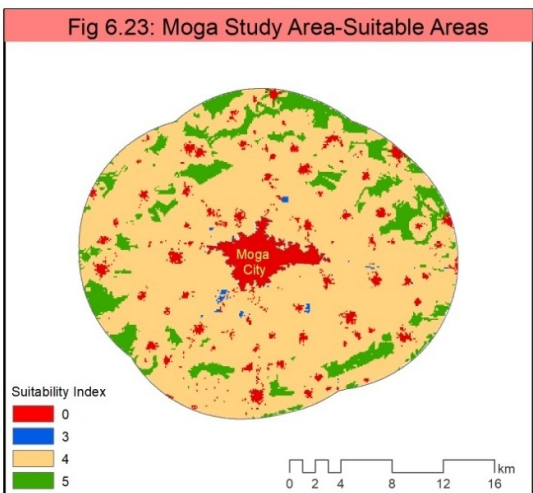 Fig 6.23: Moga Study Area-Suitable Areas
Moga
City
Suitability Index
0
3
4
5
km
0 2 4 8 12 16